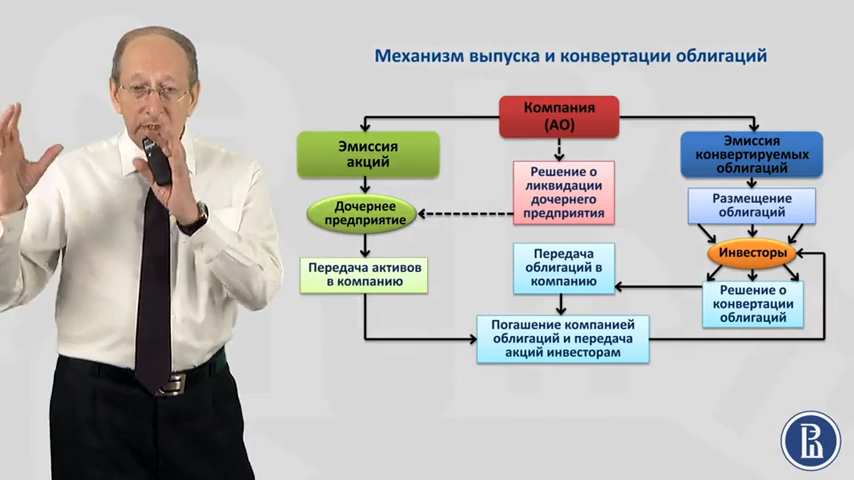 Механизм выпуска и конвертации облигаций
Компания
(АО)
Эмиссия
акций
Эмиссия
конвертируемых
облигаций
Решение о
ликвидации
дочернего
предприятия
Дочернее
предприятие
Размещение
облигаций
Инвесторы
Передача активов
в компанию
Передача
облигаций в
компанию
Решение о
конвертации
облигаций
Погашение компанией
облигаций и передача
акций инвесторам